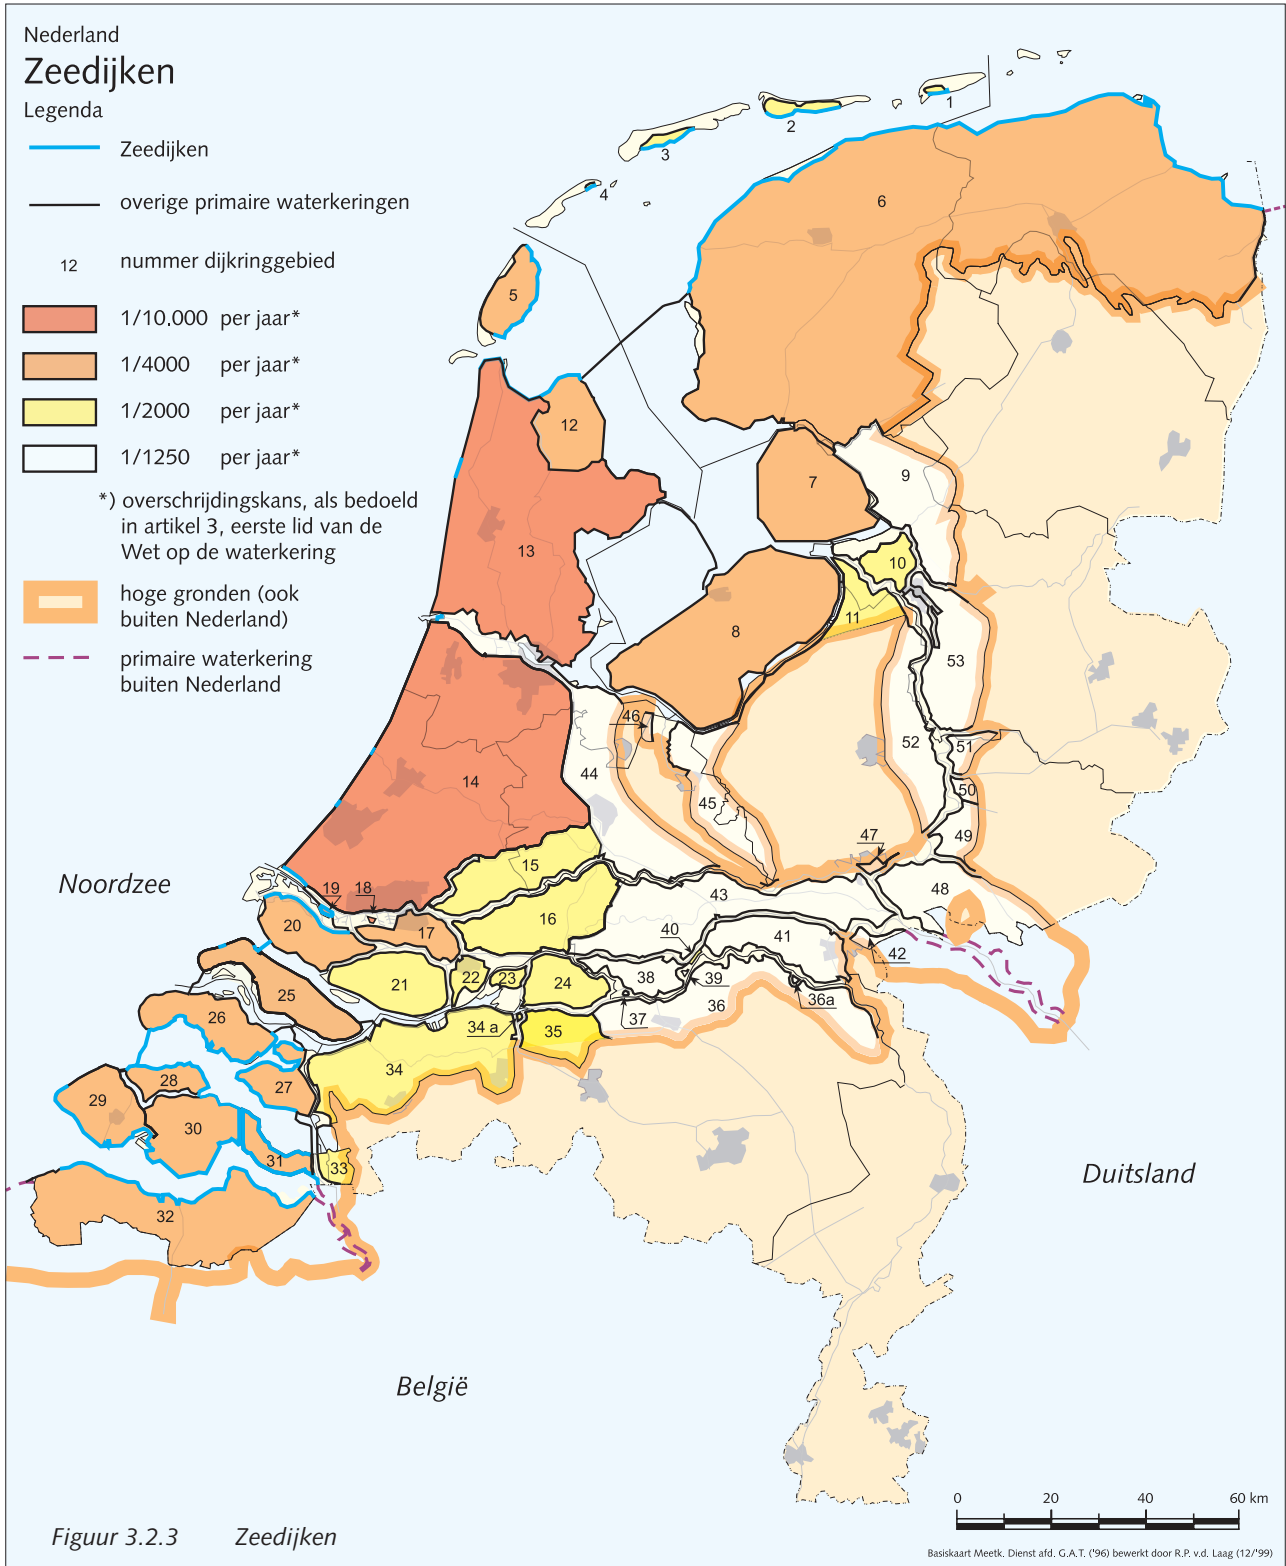 Nederland
Zeedijken
Legenda
Zeedijken
overige primaire waterkeringen
12 nummer dijkringgebied
1/10.000 per jaar*
1/4000 per jaar*
1/2000 per jaar*
1/1250 per jaar*
*) overschrijdingskans, als bedoeld
in artikel 3, eerste lid van de
Wet op de waterkering
hoge gronden (ook
buiten Nederland)
primaire waterkering
buiten Nederland
1
2
3
4
5
6
7
8
9
10
11
12
13
14
15
16
17
18
19
20
21
22
23
24
25
26
27
28
29
30
31
32
33
34
34 a
35
36
36a
37
38
39
40
41
42
43
44
45
46
47
48
49
50
51
52
53
Noordzee
Duitsland
België
0 20 40 60 km
Figuur 3.2.3 Zeedijken
Basiskaart Meetk. Dienst afd. G.A.T. ('96) bewerkt door R.P. v.d. Laag (12/'99)